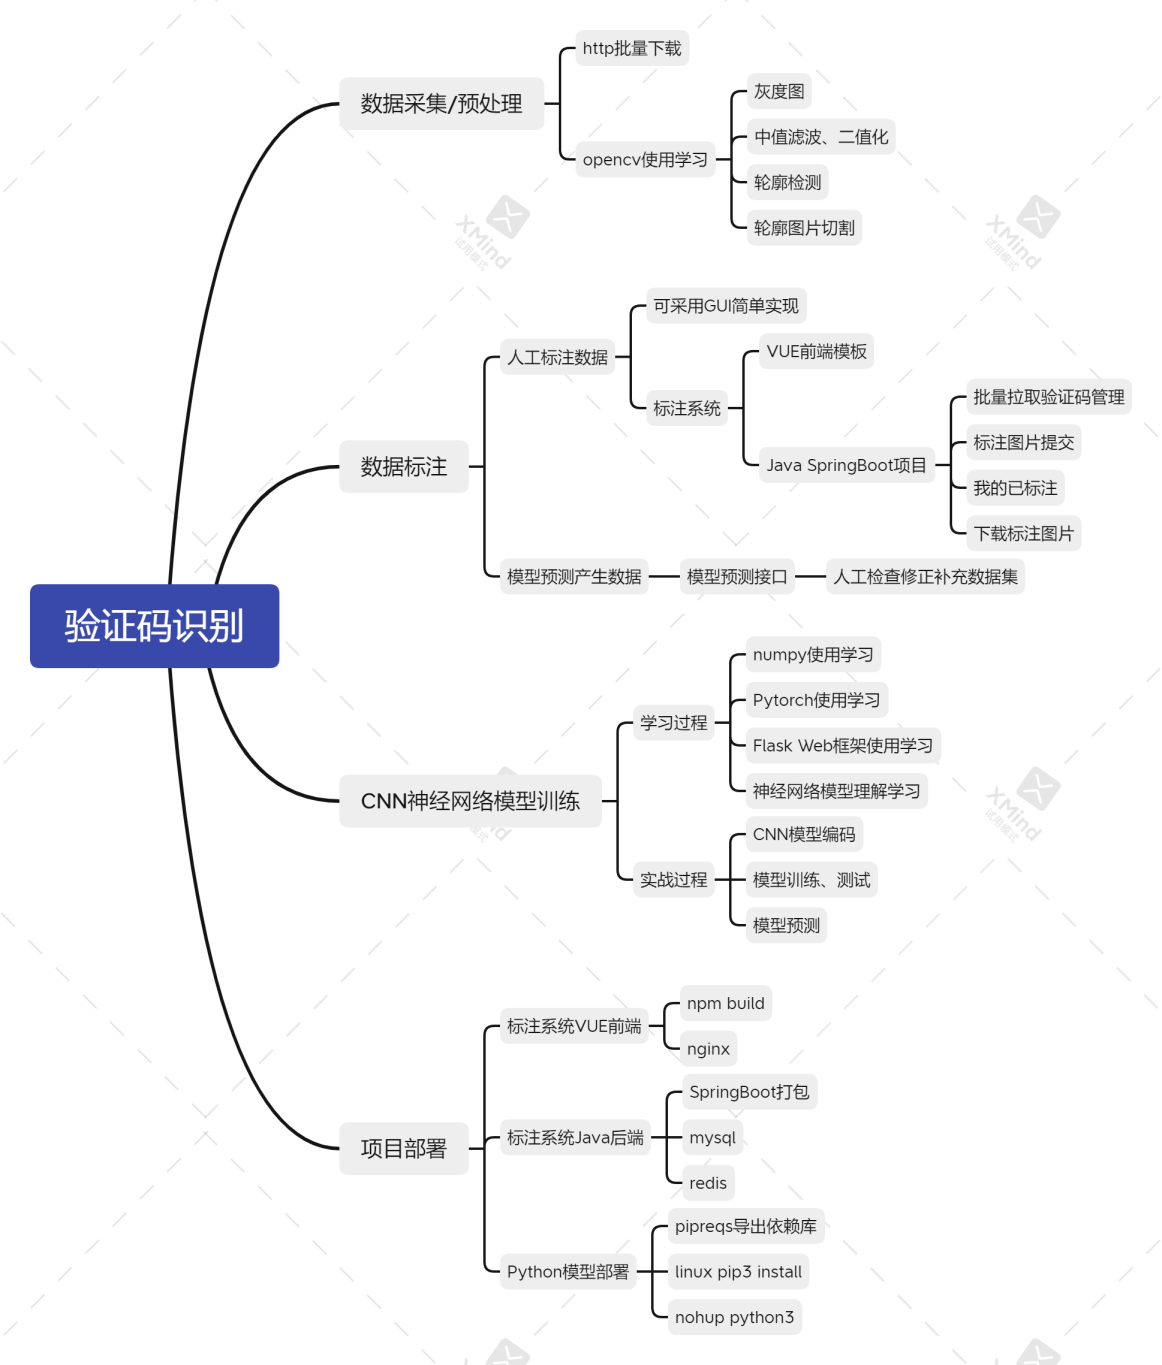 验证码识别
数据采集/预处理
http批量下载
opencv使用学习
灰度图
中值滤波、二值化
轮廓检测
轮廓图片切割
数据标注
人工标注数据
可采用GUI简单实现
标注系统
VUE前端模板
Java SpringBoot项目
批量拉取验证码管理
标注图片提交
我的已标注
下载标注图片
模型预测产生数据
模型预测接口
人工检查修正补充数据集
CNN神经网络模型训练
学习过程
numpy使用学习
Pytorch使用学习
Flask Web框架使用学习
神经网络模型理解学习
实战过程
CNN模型编码
模型训练、测试
模型预测
项目部署
标注系统VUE前端
npm build
nginx
标注系统Java后端
SpringBoot打包
mysql
redis
Python模型部署
pipreqs导出依赖库
linux pip3 install
nohup python3
XMind
试用模式
XMind
试用模式
XMind
试用模式